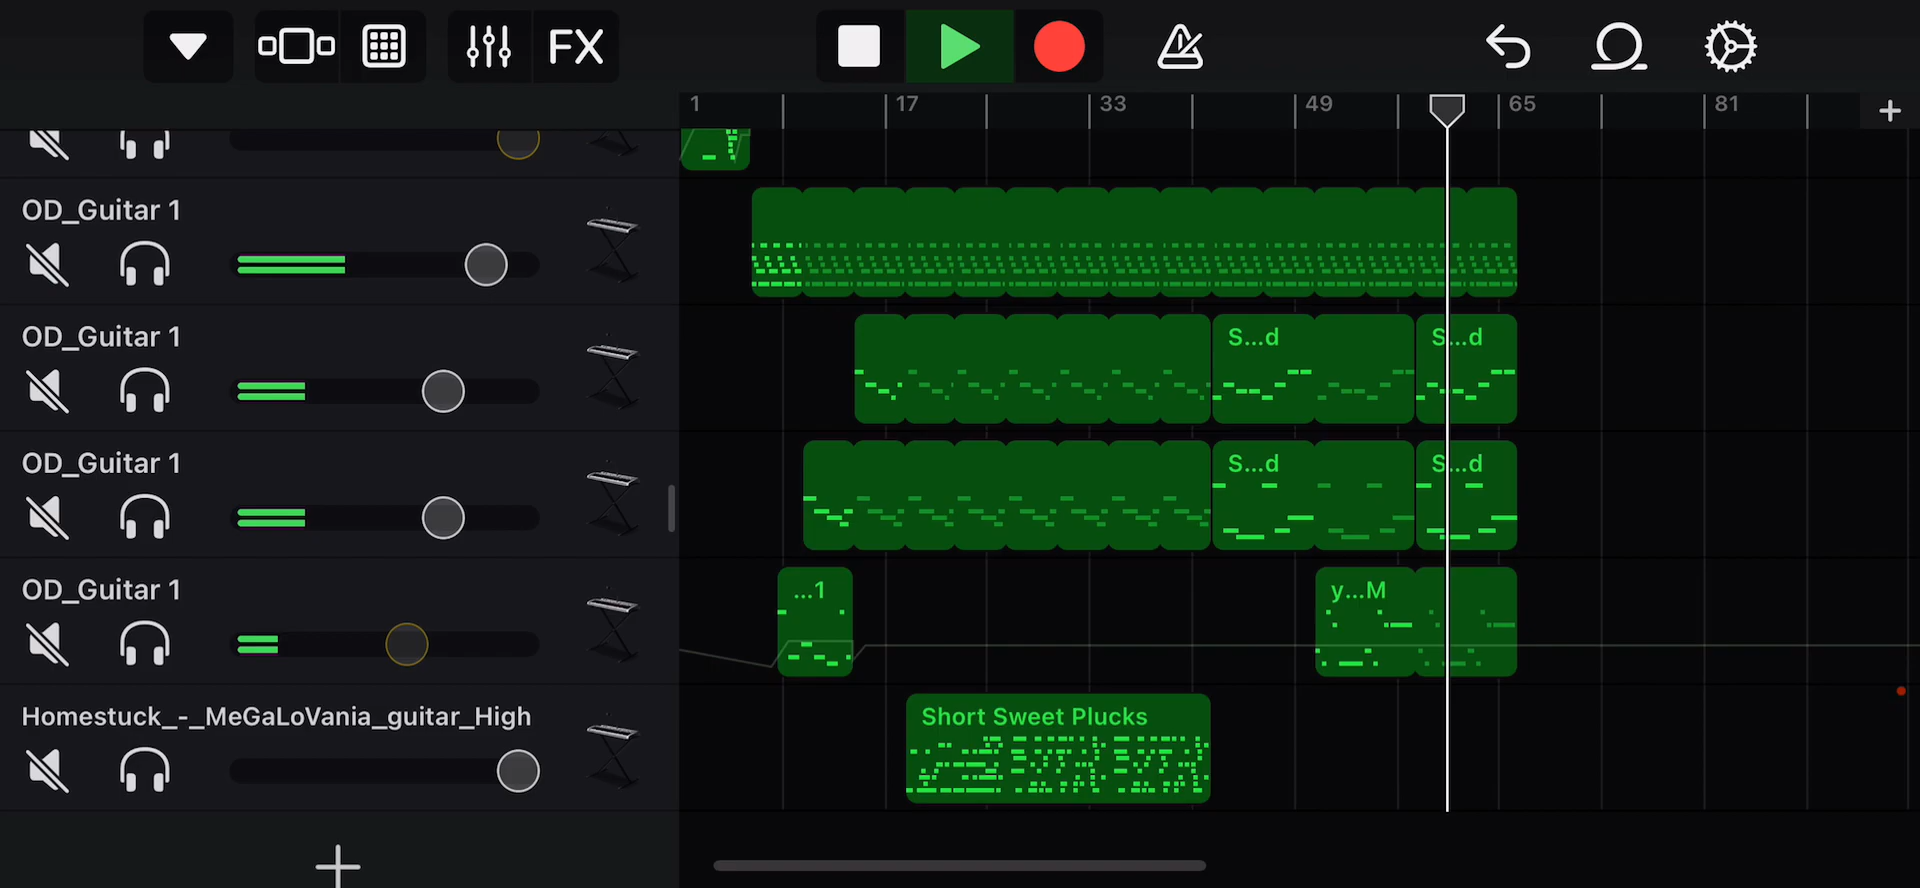 FX
1 17 33 49 65 81
OD_Guitar 1
OD_Guitar 1
S...d S...d
OD_Guitar 1
S...d S...d
OD_Guitar 1
...1 y...M
Homestuck_-_MeGaLoVania_guitar_High
Short Sweet Plucks